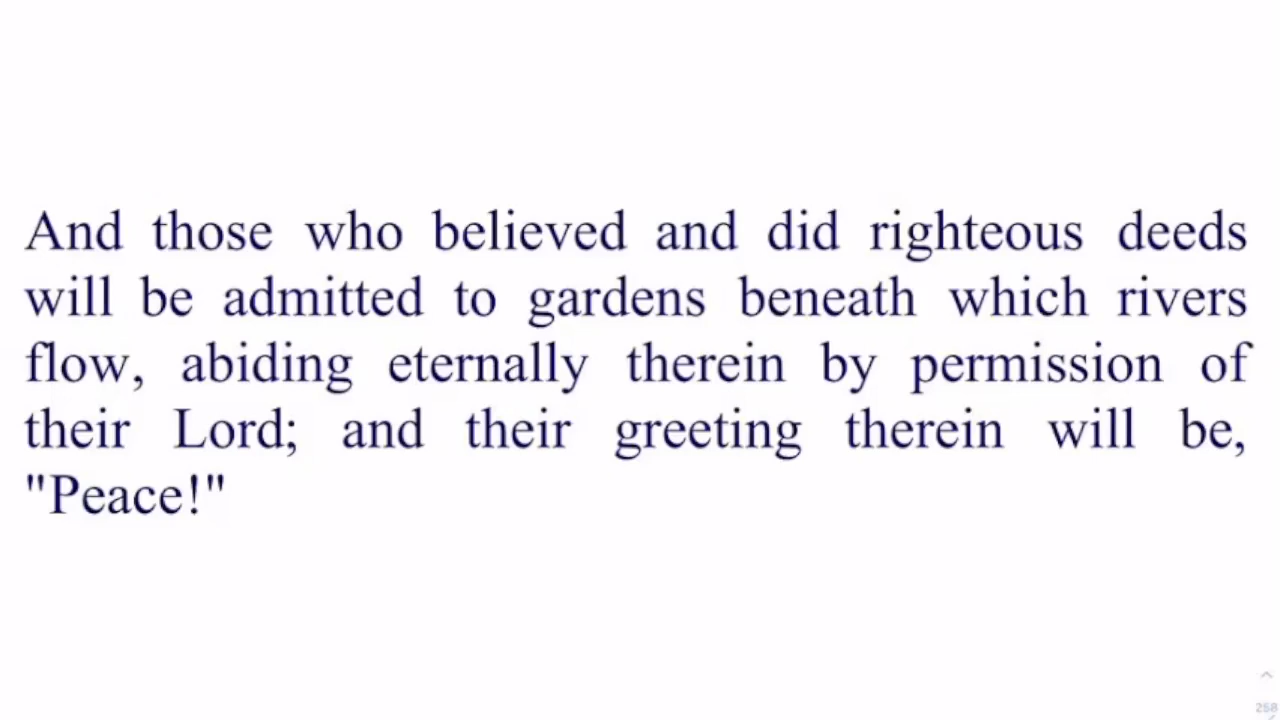 And those who believed and did righteous deeds
will be admitted to gardens beneath which rivers
flow, abiding eternally therein by permission of
their Lord; and their greeting therein will be,
"Peace!"
258